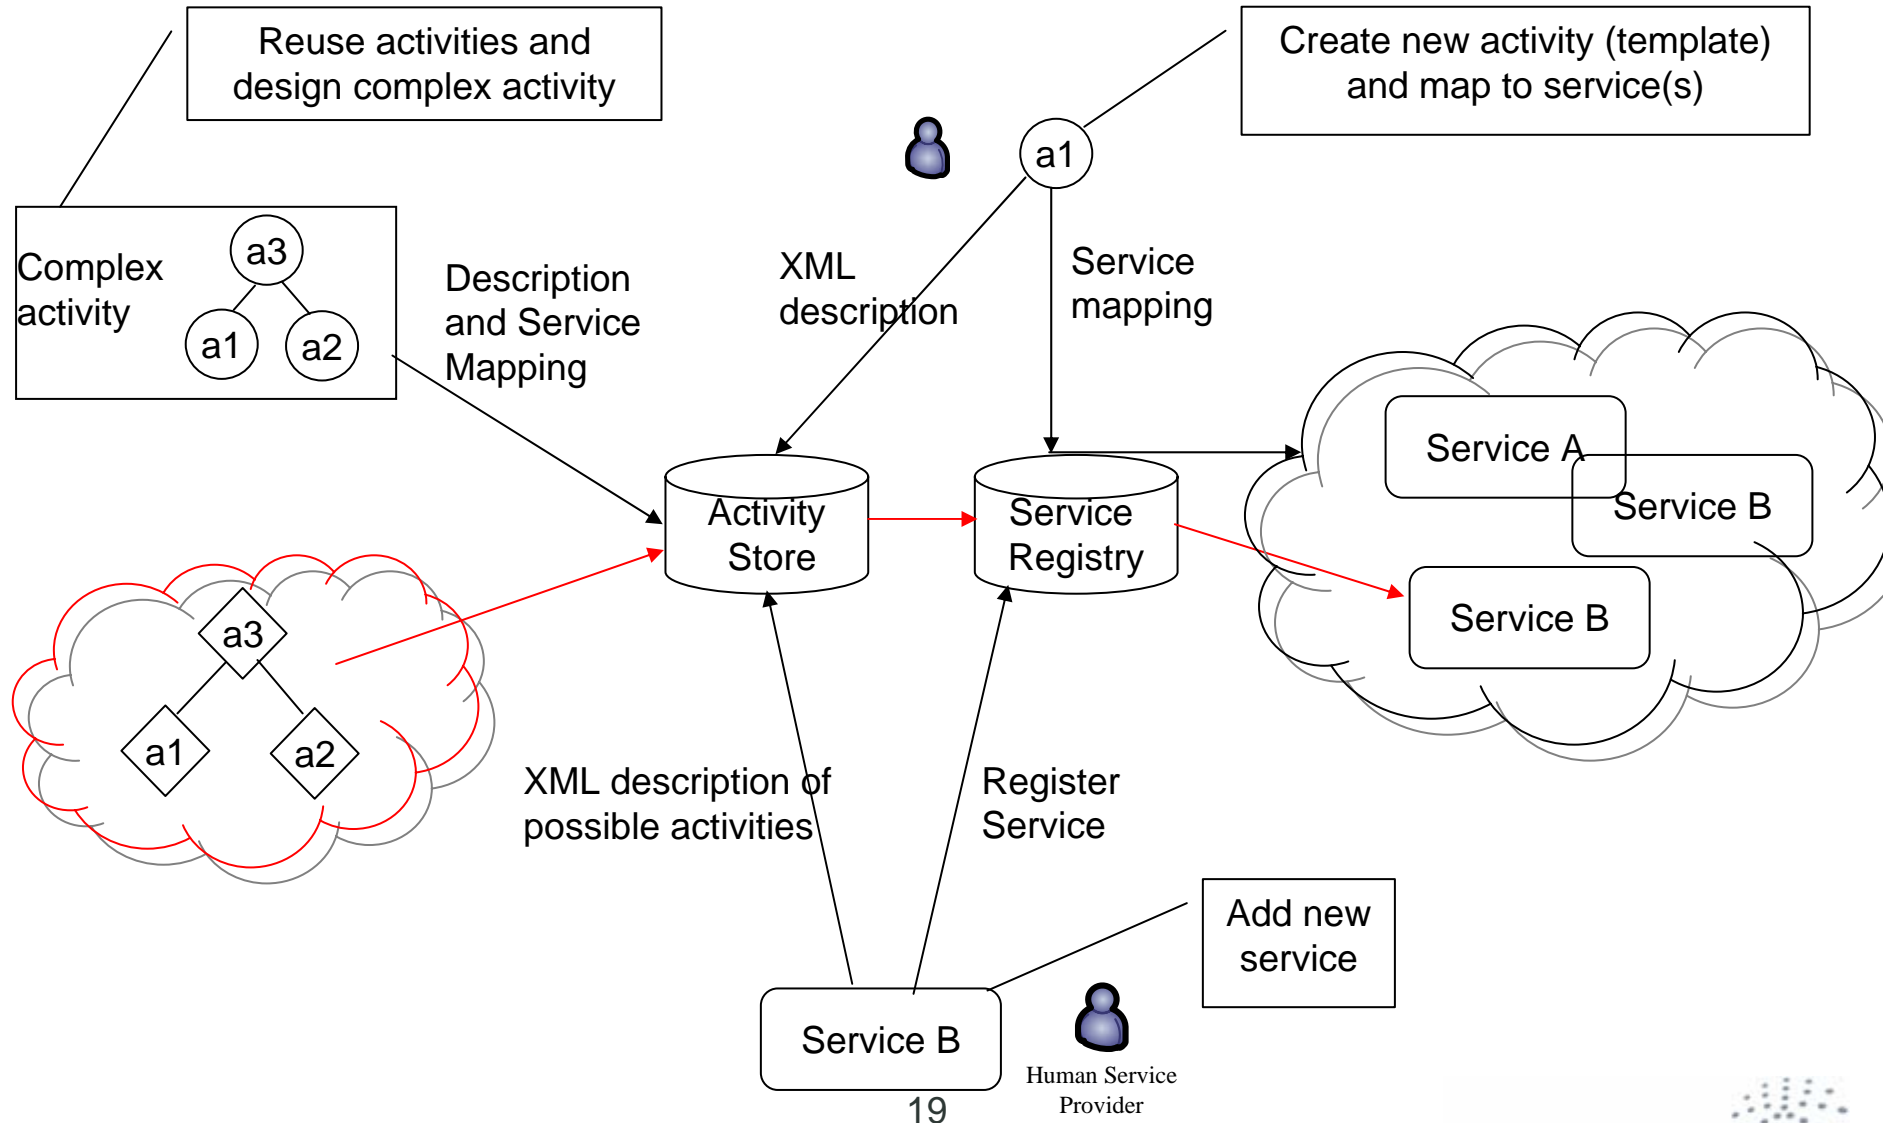 Reuse activities and
design complex activity
Create new activity (template)
and map to service(s)
a1
Complex
activity
a3
a1
a2
Description
and Service
Mapping
XML
description
Service
mapping
Service A
Service B
Service B
Activity
Store
Service
Registry
a3
a1
a2
XML description of
possible activities
Register
Service
Add new
service
Service B
Human Service
Provider
19